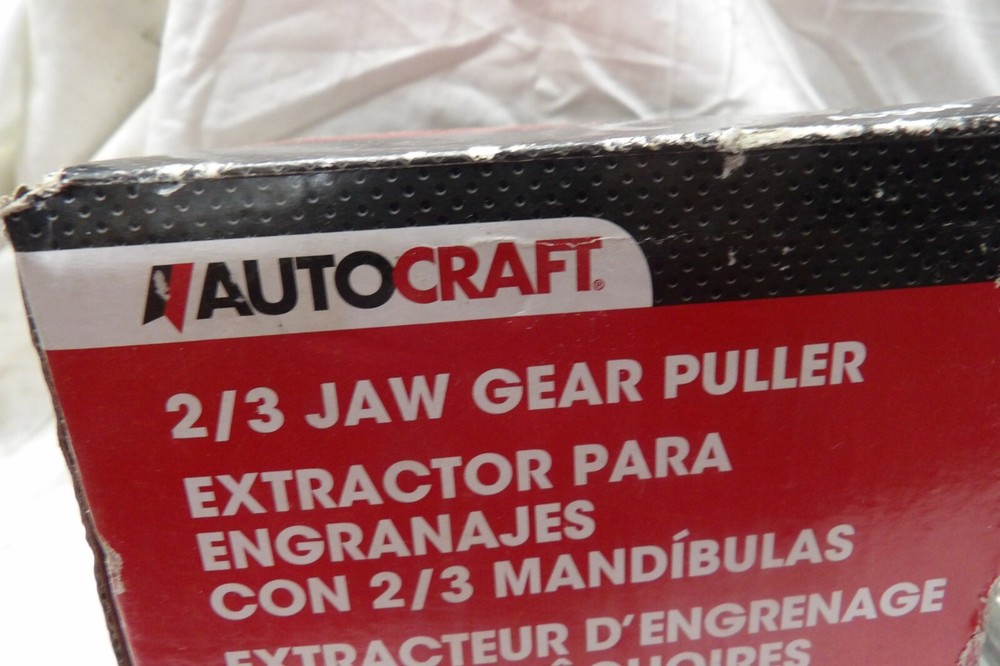 AUTOCRAFT®
2/3 JAW GEAR PULLER
EXTRACTOR PARA
ENGRANAJES
CON 2/3 MANDÍBULAS
EXTRACTEUR D'ENGRENAGE